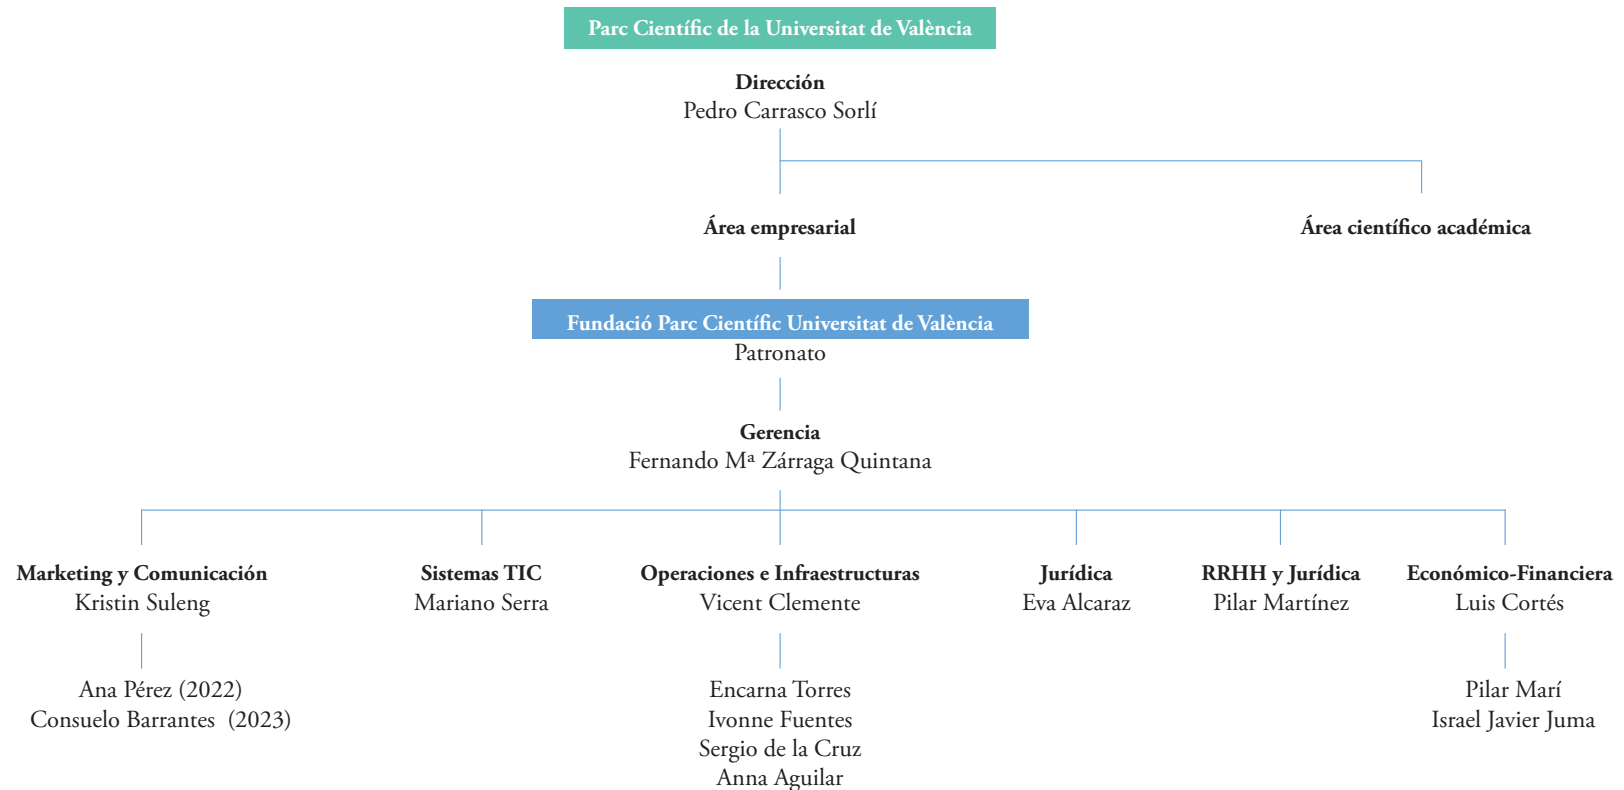 Parc Científic de la Universitat de València
Dirección
Pedro Carrasco Sorlí
Área empresarial
Área científico académica
Fundació Parc Científic Universitat de València
Patronato
Gerencia
Fernando Mª Zárraga Quintana
Marketing y Comunicación
Kristin Suleng
Ana Pérez (2022)
Consuelo Barrantes (2023)
Sistemas TIC
Mariano Serra
Operaciones e Infraestructuras
Vicent Clemente
Encarna Torres
Ivonne Fuentes
Sergio de la Cruz
Anna Aguilar
Jurídica
Eva Alcaraz
RRHH y Jurídica
Pilar Martínez
Económico-Financiera
Luis Cortés
Pilar Marí
Israel Javier Juma